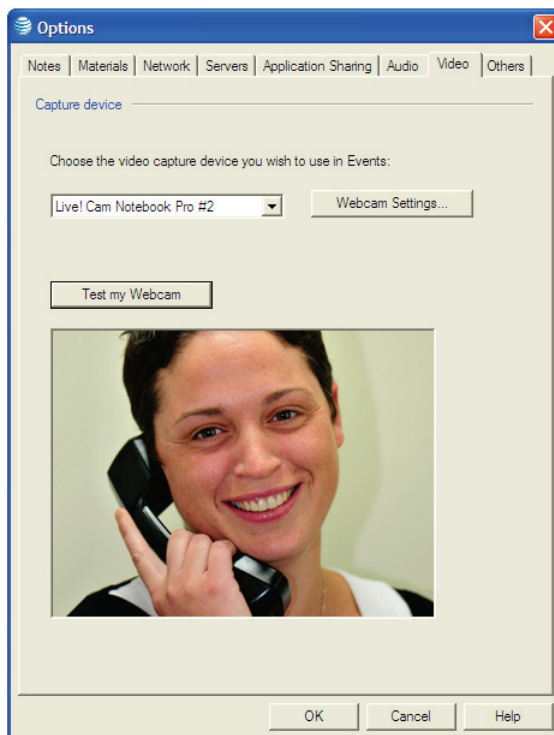 Options
Notes Materials Network Servers Application Sharing Audio Video Others
Capture device
Choose the video capture device you wish to use in Events:
Live! Cam Notebook Pro #2 Webcam Settings...
Test my Webcam
OK Cancel Help